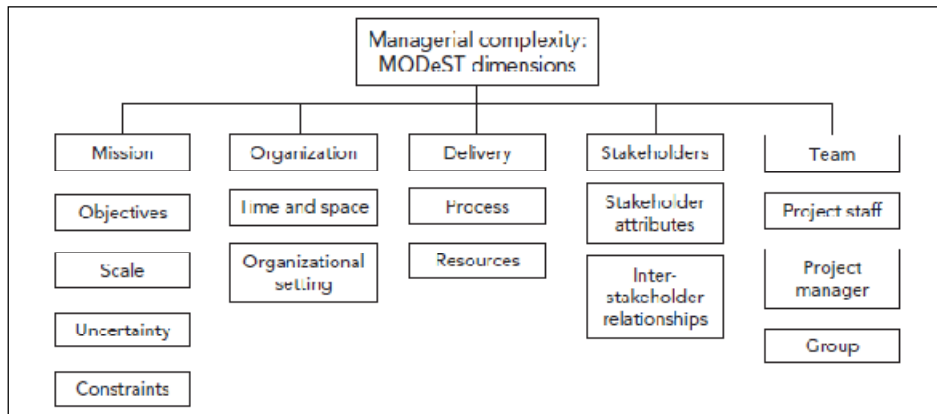 Managerial complexity:
MODeST dimensions
Mission
Organization
Delivery
Stakeholders
Team
Objectives
Time and space
Process
Stakeholder
attributes
Project staff
Scale
Organizational
setting
Resources
Inter-
stakeholder
relationships
Project
manager
Uncertainty
Group
Constraints